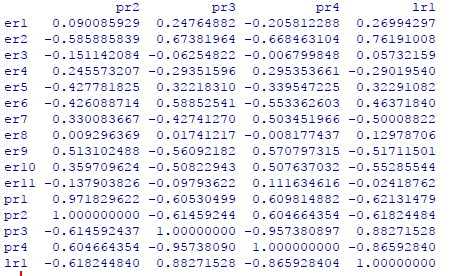 pr2 pr3 pr4 lr1
er1 0.090085929 0.24764882 -0.205812288 0.26994297
er2 -0.585885839 0.67381964 -0.668463104 0.76191008
er3 -0.151142084 -0.06254822 -0.006799848 0.05732159
er4 0.245573207 -0.29351596 0.295353661 -0.29019540
er5 -0.427781825 0.32218310 -0.339547225 0.32291082
er6 -0.426088714 0.58852541 -0.553362603 0.46371840
er7 0.330083667 -0.42741270 0.503451966 -0.50008822
er8 0.009296369 0.01741217 -0.008177437 0.12978706
er9 0.513102488 -0.56092182 0.570797315 -0.51711501
er10 0.359709624 -0.50822943 0.507637032 -0.55285544
er11 -0.137903826 -0.09793622 0.111634616 -0.02418762
pr1 0.971829622 -0.60530499 0.609814882 -0.62131479
pr2 1.000000000 -0.61459244 0.604664354 -0.61824484
pr3 -0.614592437 1.00000000 -0.957380897 0.88271528
pr4 0.604664354 -0.95738090 1.000000000 -0.86592840
lr1 -0.618244840 0.88271528 -0.865928404 1.00000000